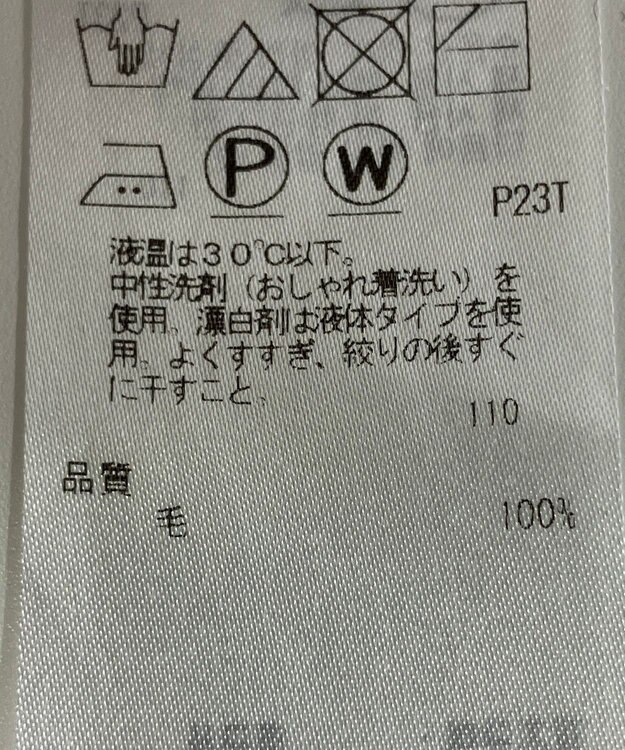 P
W
P23T
液温は30℃以下。
中性洗剤（おしゃれ着洗い）を
使用、漂白剤は液体タイプを使
用、よくすすぎ、絞りの後すぐ
に干すこと、
110
品質
毛 100%